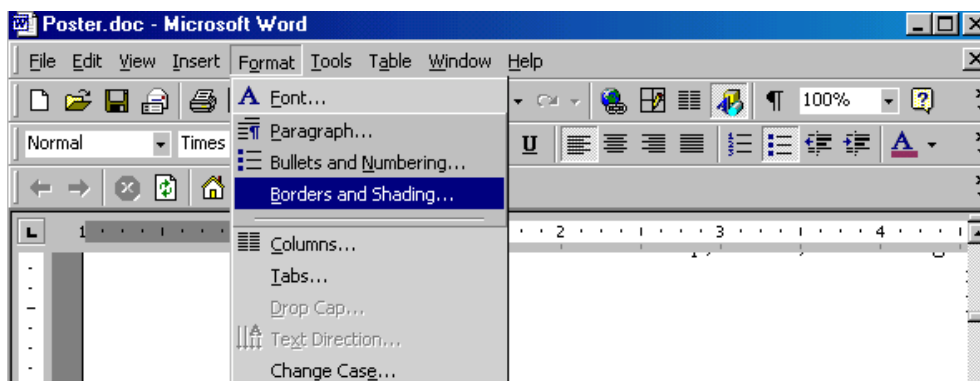 Poster.doc - Microsoft Word
File Edit View Insert Format Tools Table Window Help
Font...
100%
Normal Times
U
A
Paragraph...
Bullets and Numbering...
Borders and Shading...
1 2 3 4
Columns...
Tabs...
Drop Cap...
Text Direction...
Change Case...